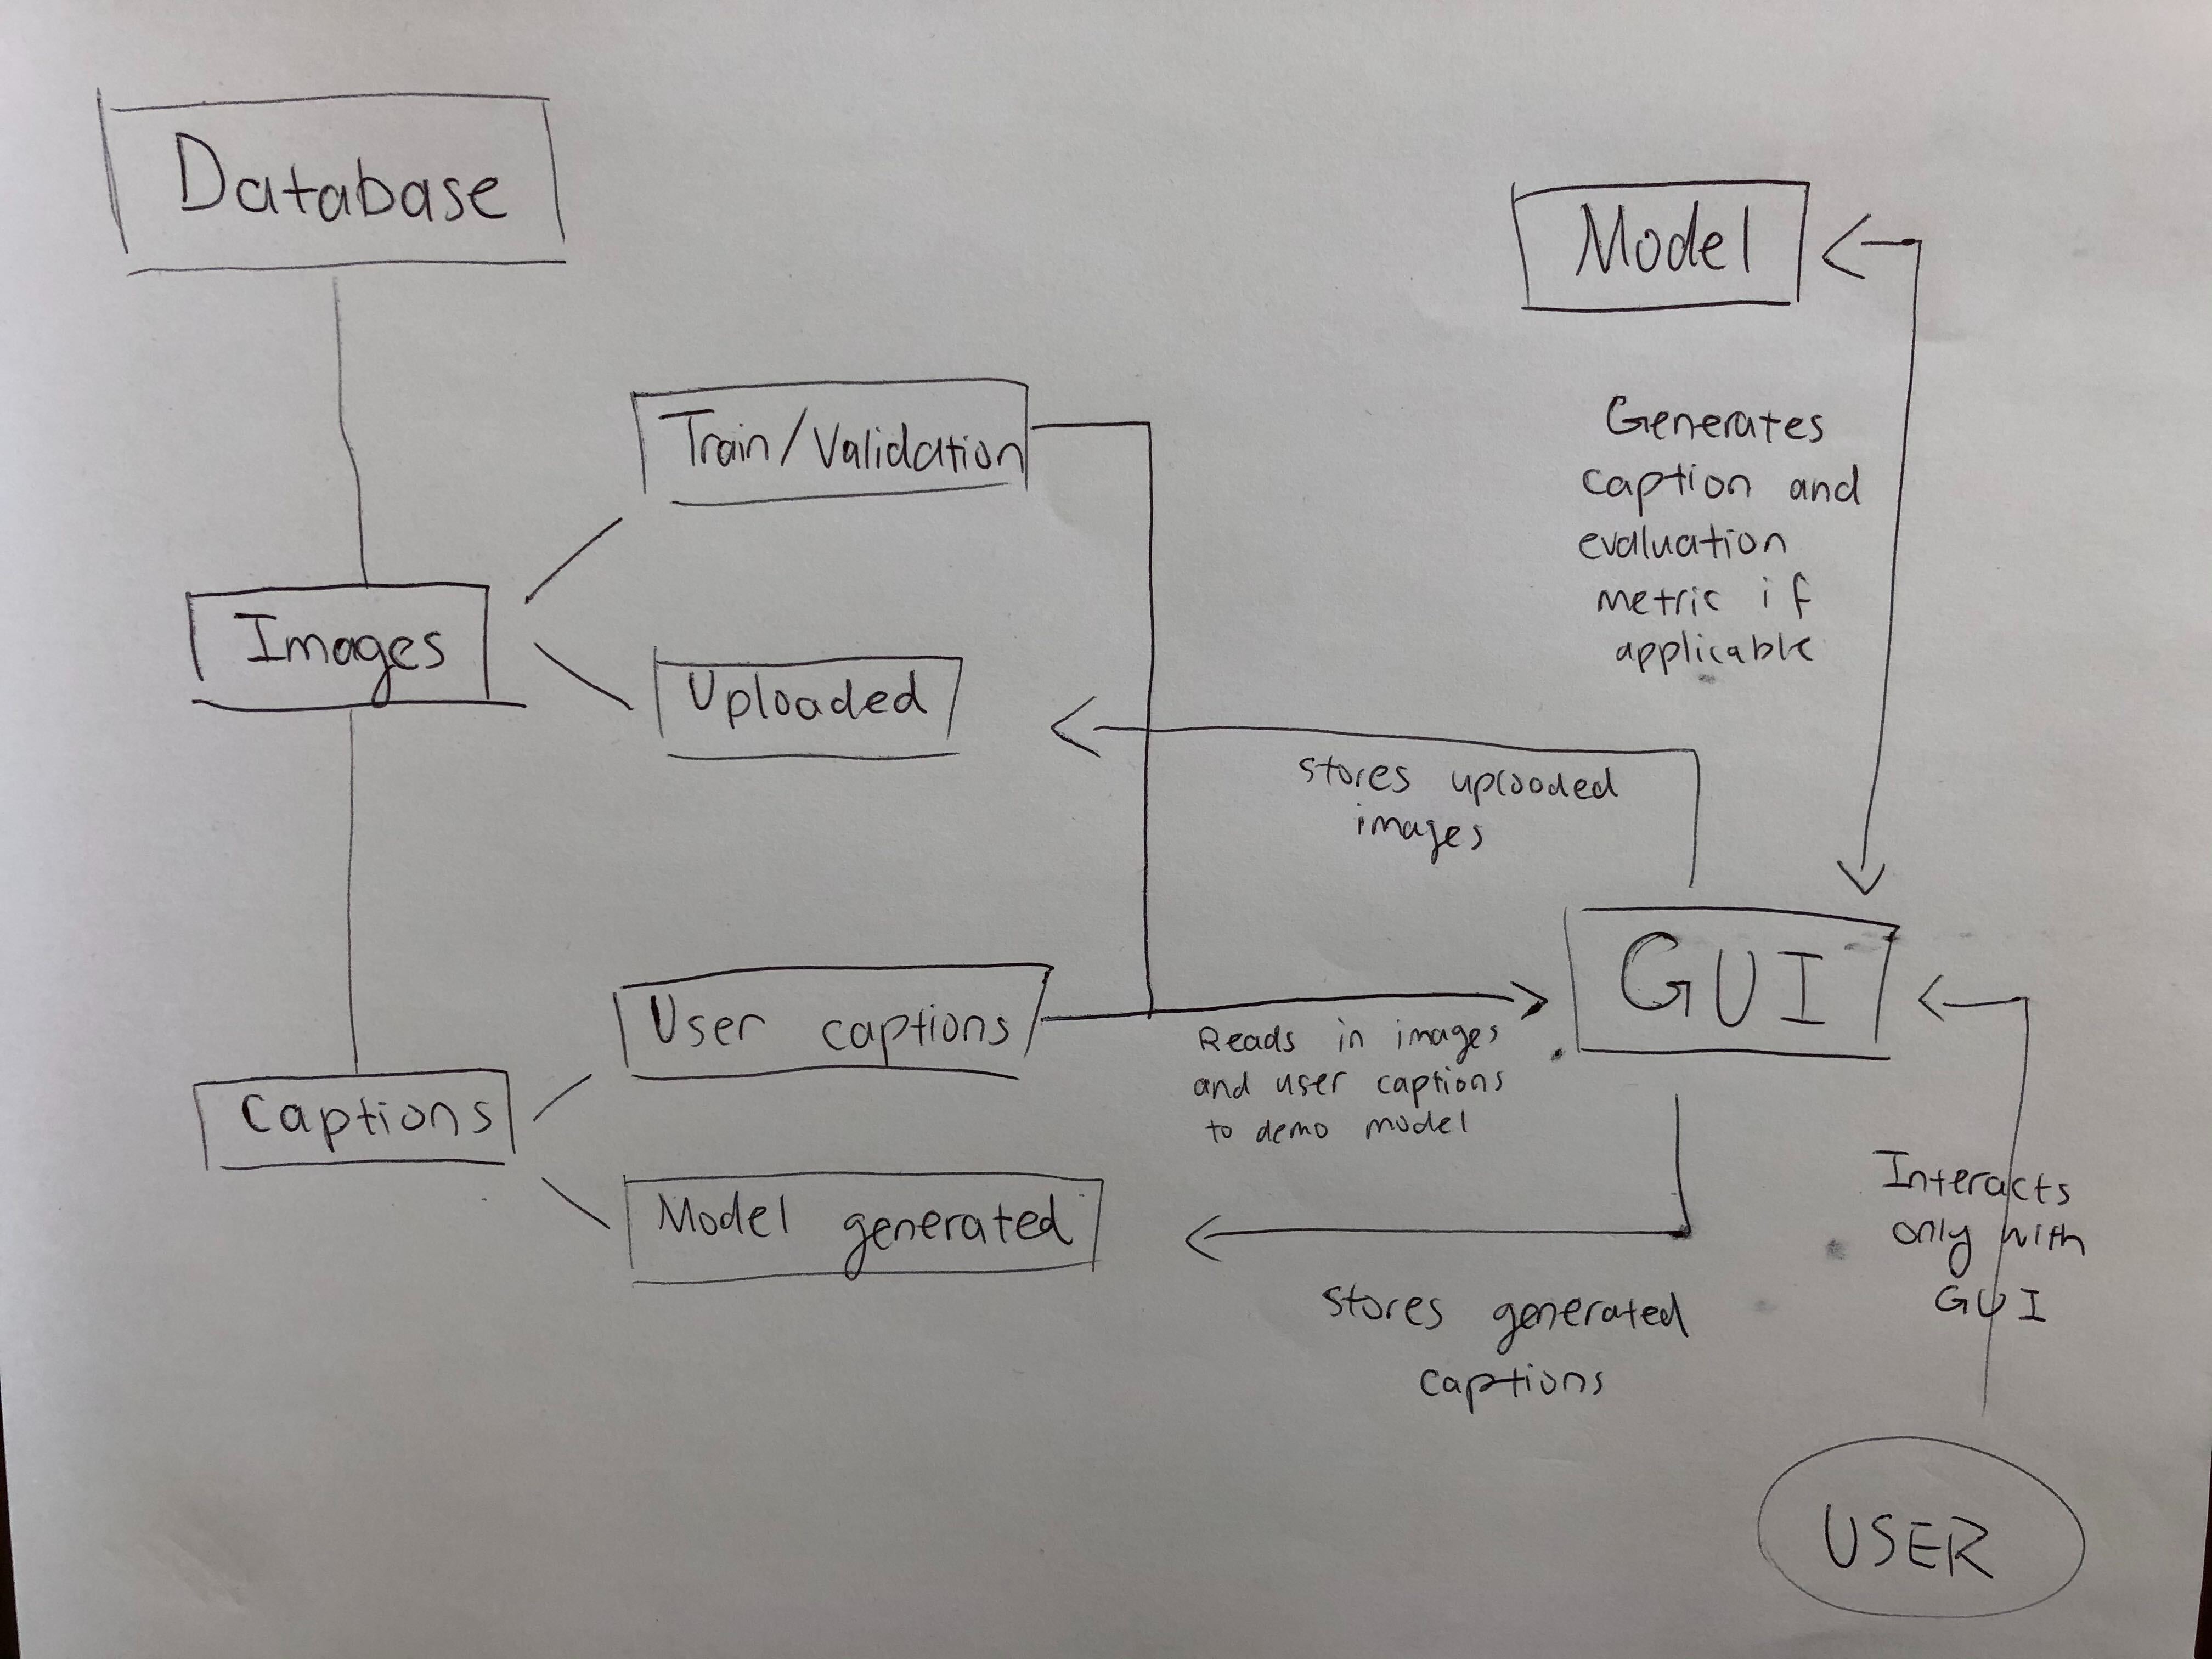 Database
Model
Train/Validation
Generates
caption and
evaluation
metric if
applicable
Images
Uploaded
stores uplooded
images
User captions
GUI
Reads in images
and user captions
to demo model
Captions
Model generated
Interacts
only with
GUI
stores generated
captions
USER